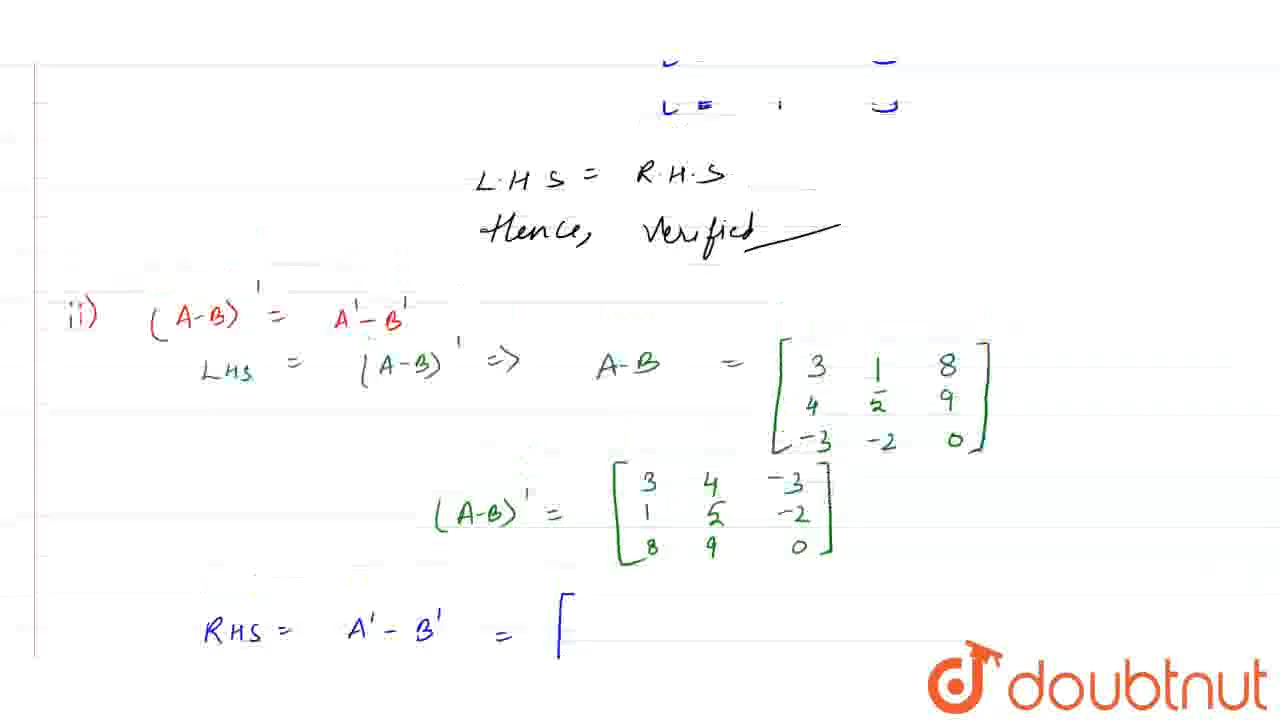 L.H.S = R.H.S
Hence, Verified
ii) (A-B)' = A' - B'
LHS = (A-B)' => A-B = [ 3 1 8
4 5 9
-3 -2 0 ]
(A-B)' = [ 3 4 -3
1 5 -2
8 9 0 ]
RHS = A' - B' = [
doubtnut